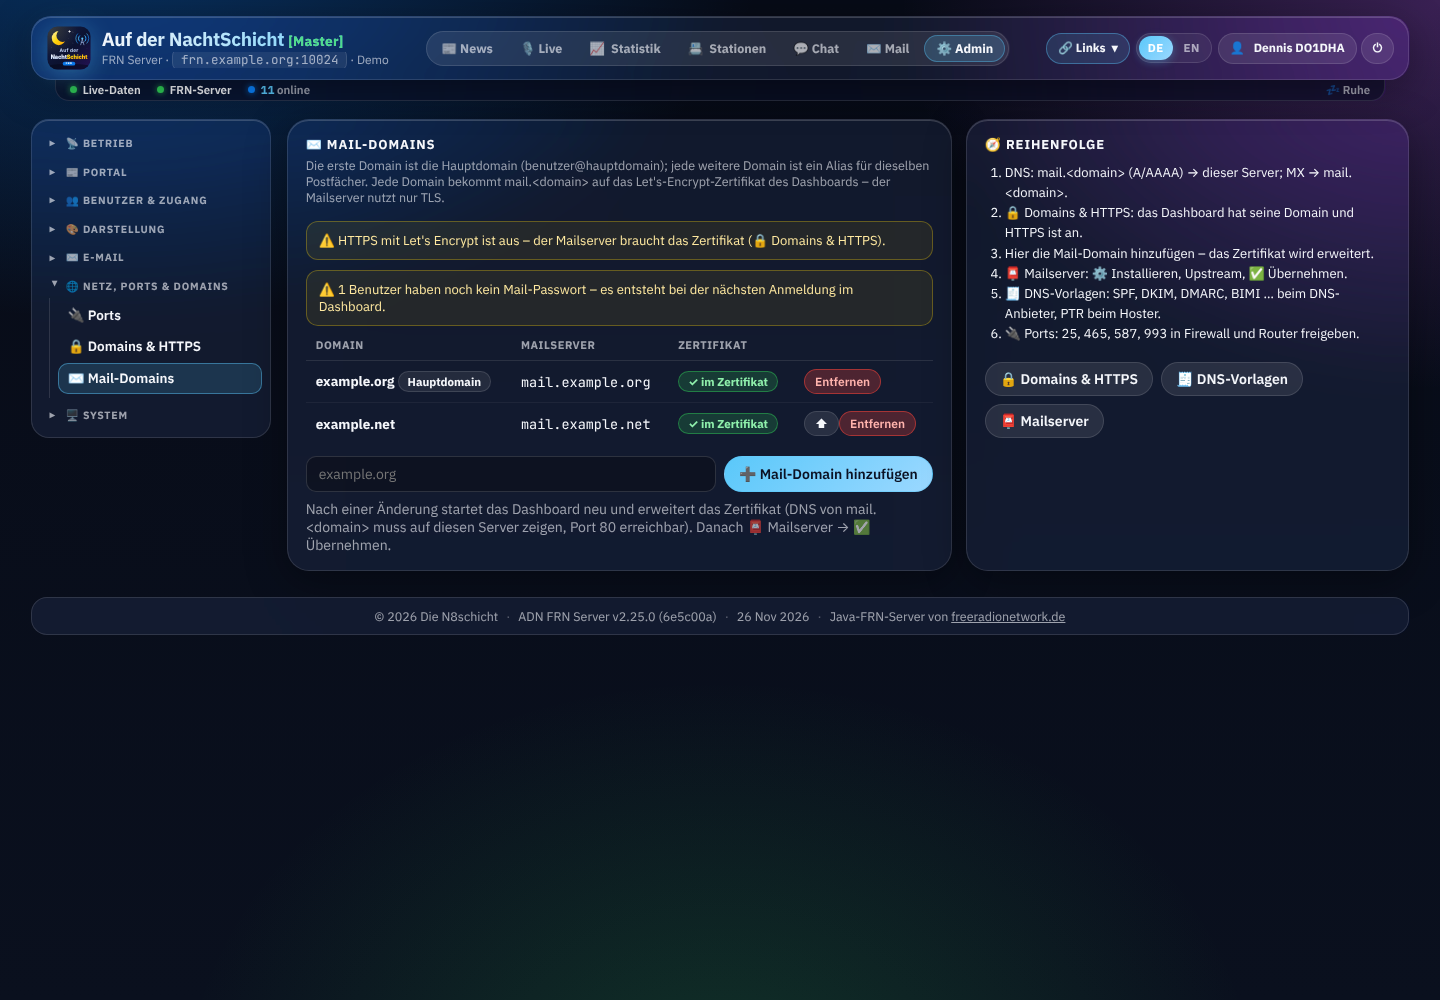 Auf der NachtSchicht [Master]
FRN Server · frn.example.org:10024 · Demo
📰 News
🎙️ Live
📈 Statistik
📇 Stationen
💬 Chat
✉️ Mail
⚙️ Admin
🔗 Links ▾
DE
EN
👤 Dennis DO1DHA
Live-Daten
FRN-Server
11 online
💤 Ruhe
📡 BETRIEB
📰 PORTAL
👥 BENUTZER & ZUGANG
🎨 DARSTELLUNG
✉️ E-MAIL
🌐 NETZ, PORTS & DOMAINS
🔌 Ports
🔒 Domains & HTTPS
✉️ Mail-Domains
🖥️ SYSTEM
✉️ MAIL-DOMAINS
Die erste Domain ist die Hauptdomain (benutzer@hauptdomain); jede weitere Domain ist ein Alias für dieselben
Postfächer. Jede Domain bekommt mail.<domain> auf das Let's-Encrypt-Zertifikat des Dashboards – der
Mailserver nutzt nur TLS.
⚠️ HTTPS mit Let's Encrypt ist aus – der Mailserver braucht das Zertifikat (🔒 Domains & HTTPS).
⚠️ 1 Benutzer haben noch kein Mail-Passwort – es entsteht bei der nächsten Anmeldung im
Dashboard.
DOMAIN MAILSERVER ZERTIFIKAT
example.org Hauptdomain mail.example.org ✓ im Zertifikat Entfernen
example.net mail.example.net ✓ im Zertifikat ⬆ Entfernen
example.org
➕ Mail-Domain hinzufügen
Nach einer Änderung startet das Dashboard neu und erweitert das Zertifikat (DNS von mail.
<domain> muss auf diesen Server zeigen, Port 80 erreichbar). Danach 📮 Mailserver → ✅
Übernehmen.
🧭 REIHENFOLGE
1. DNS: mail.<domain> (A/AAAA) → dieser Server; MX → mail.
<domain>.
2. 🔒 Domains & HTTPS: das Dashboard hat seine Domain und
HTTPS ist an.
3. Hier die Mail-Domain hinzufügen – das Zertifikat wird erweitert.
4. 📮 Mailserver: ⚙️ Installieren, Upstream, ✅ Übernehmen.
5. 🧾 DNS-Vorlagen: SPF, DKIM, DMARC, BIMI … beim DNS-
Anbieter, PTR beim Hoster.
6. 🔌 Ports: 25, 465, 587, 993 in Firewall und Router freigeben.
🔒 Domains & HTTPS
🧾 DNS-Vorlagen
📮 Mailserver
© 2026 Die N8schicht · ADN FRN Server v2.25.0 (6e5c00a) · 26 Nov 2026 · Java-FRN-Server von freeradionetwork.de